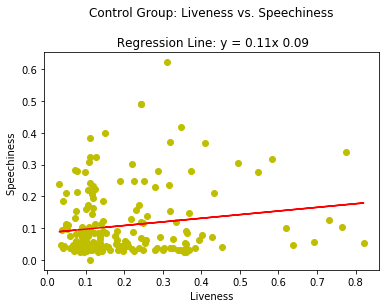 Control Group: Liveness vs. Speechiness
Regression Line: y = 0.11x 0.09
0.6
0.5
0.4
0.3
0.2
0.1
0.0
Speechiness
0.0 0.1 0.2 0.3 0.4 0.5 0.6 0.7 0.8
Liveness